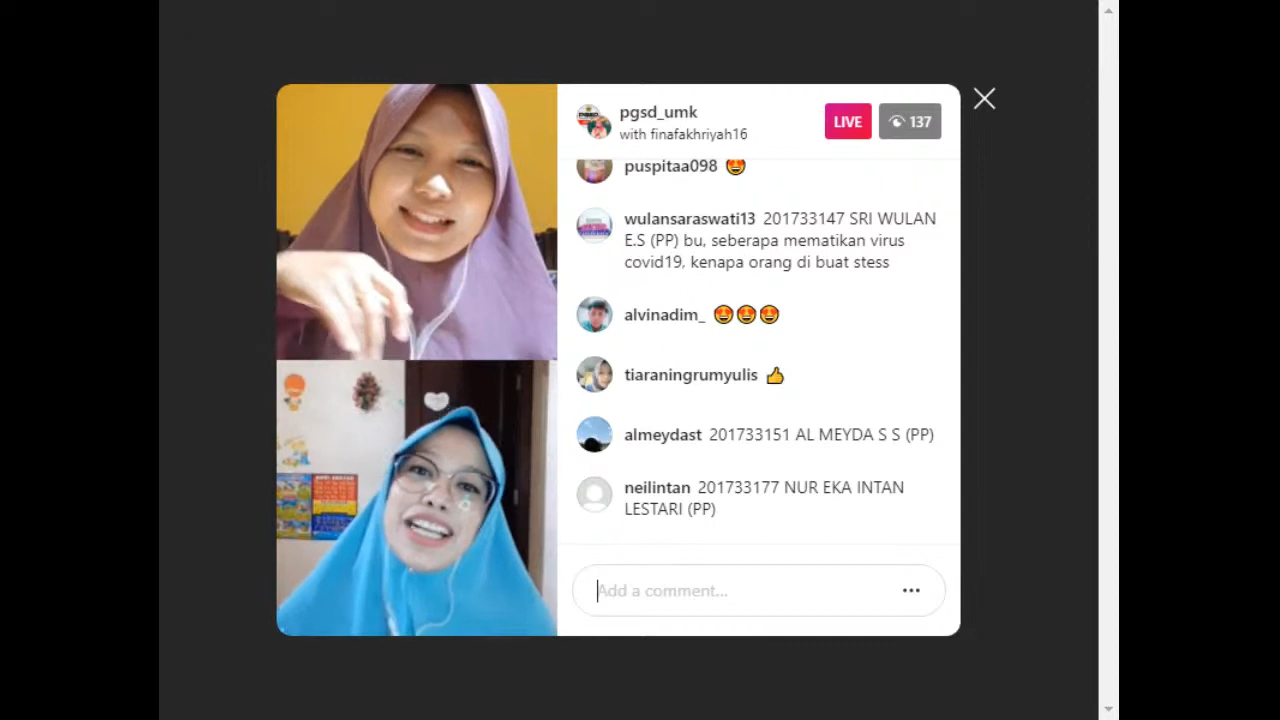 pgsd_umk
with finafakhriyah16
LIVE
137
puspitaa098 😍
wulansaraswati13 201733147 SRI WULAN
E.S (PP) bu, seberapa mematikan virus
covid19, kenapa orang di buat stess
alvinadim_ 😍😍😍
tiaraningrumyulis 👍
almeydast 201733151 AL MEYDA S S (PP)
neilintan 201733177 NUR EKA INTAN
LESTARI (PP)
Add a comment...